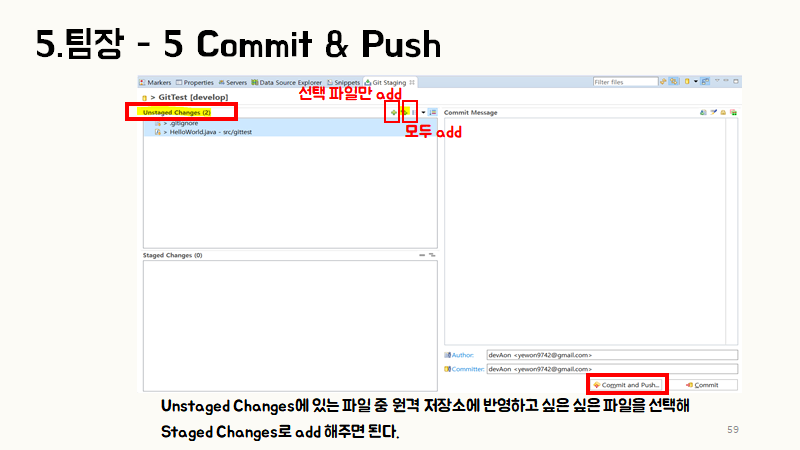 5.팀장 - 5 Commit & Push
Markers Properties Servers Data Source Explorer Snippets Git Staging
Filter files
> GitTest [develop]
선택 파일만 add
Unstaged Changes (2)
Commit Message
> .gitignore
모두 add
> HelloWorld.java - src/gittest
Staged Changes (0)
Author: devAon <yewon9742@gmail.com>
Committer: devAon <yewon9742@gmail.com>
Commit and Push... Commit
Unstaged Changes에 있는 파일 중 원격 저장소에 반영하고 싶은 싶은 파일을 선택해
Staged Changes로 add 해주면 된다.
59